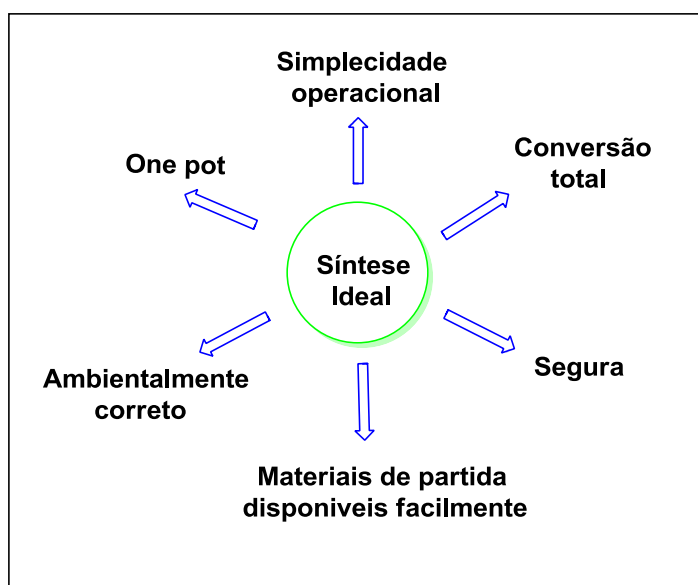 Simplecidade
operacional
One pot
Conversão
total
Síntese
Ideal
Ambientalmente
correto
Segura
Materiais de partida
disponiveis facilmente